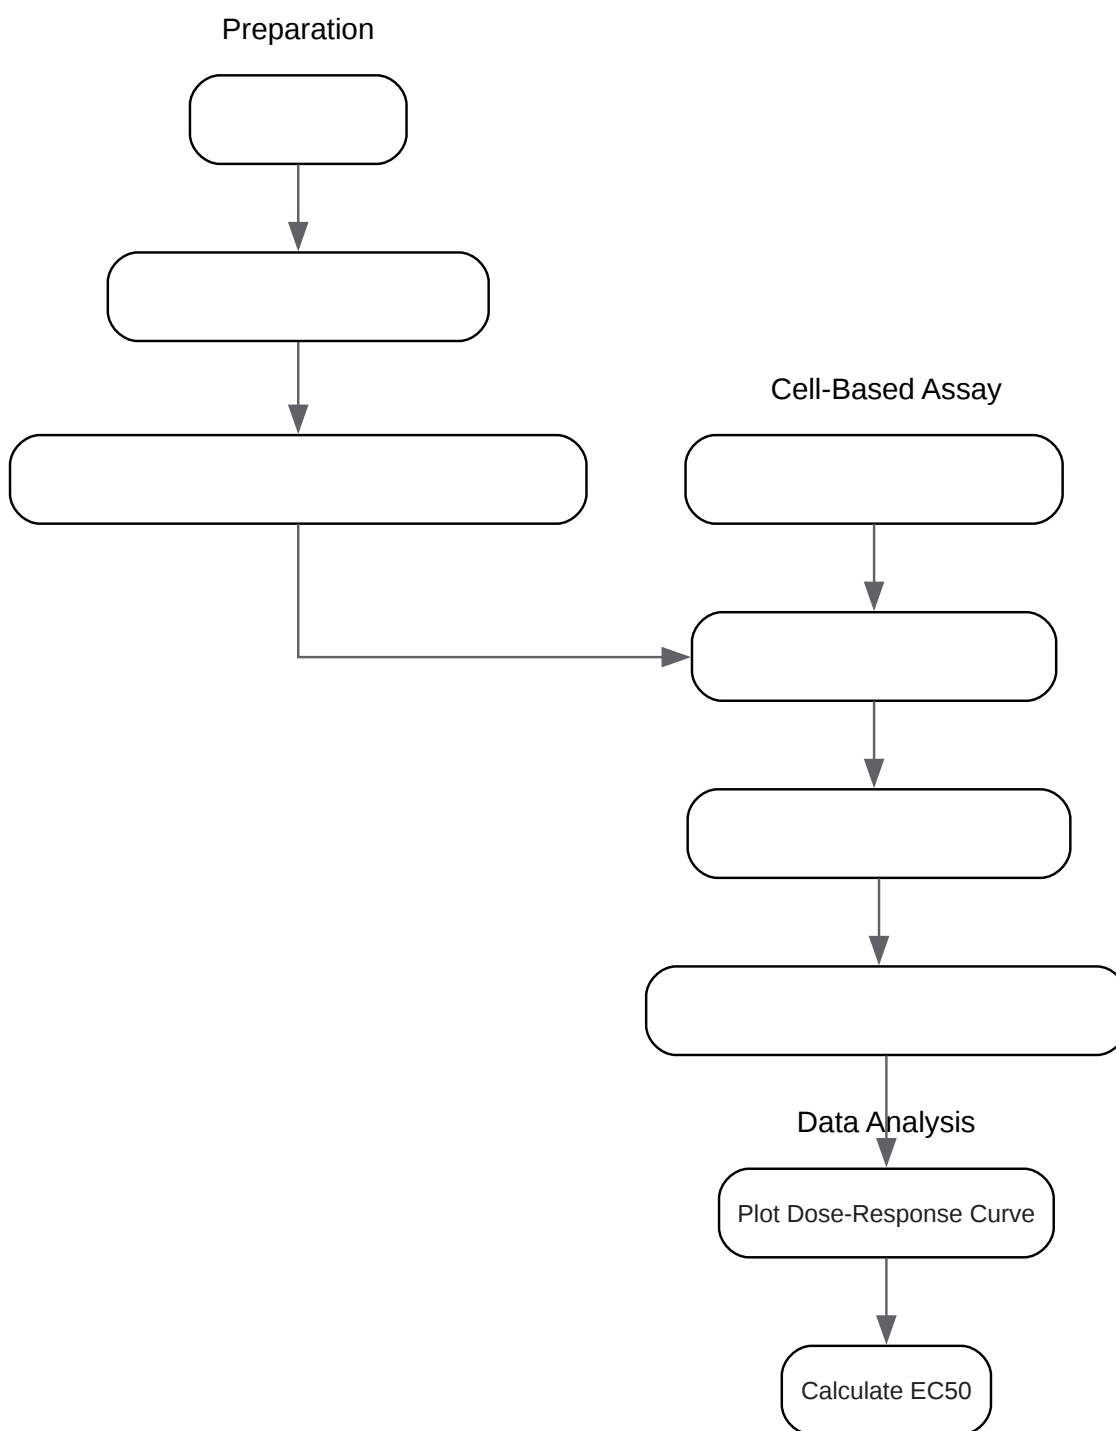 Preparation
Cell-Based Assay
Data Analysis
Plot Dose-Response Curve
Calculate EC50